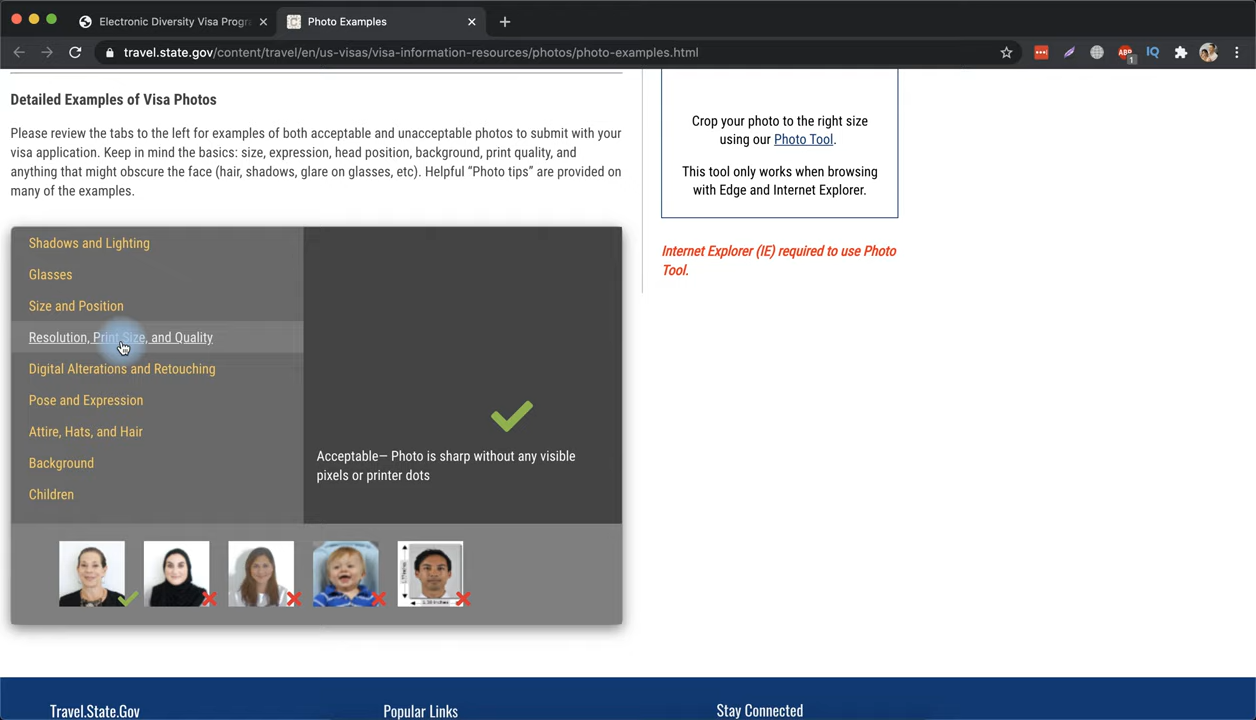 Electronic Diversity Visa Progr
Photo Examples
travel.state.gov/content/travel/en/us-visas/visa-information-resources/photos/photo-examples.html
ABP
1
IQ
Detailed Examples of Visa Photos
Please review the tabs to the left for examples of both acceptable and unacceptable photos to submit with your
visa application. Keep in mind the basics: size, expression, head position, background, print quality, and
anything that might obscure the face (hair, shadows, glare on glasses, etc). Helpful “Photo tips” are provided on
many of the examples.
Crop your photo to the right size
using our Photo Tool.
This tool only works when browsing
with Edge and Internet Explorer.
Internet Explorer (IE) required to use Photo
Tool.
Shadows and Lighting
Glasses
Size and Position
Resolution, Print Size, and Quality
Digital Alterations and Retouching
Pose and Expression
Attire, Hats, and Hair
Background
Children
Acceptable— Photo is sharp without any visible
pixels or printer dots
Travel.State.Gov
Popular Links
Stay Connected